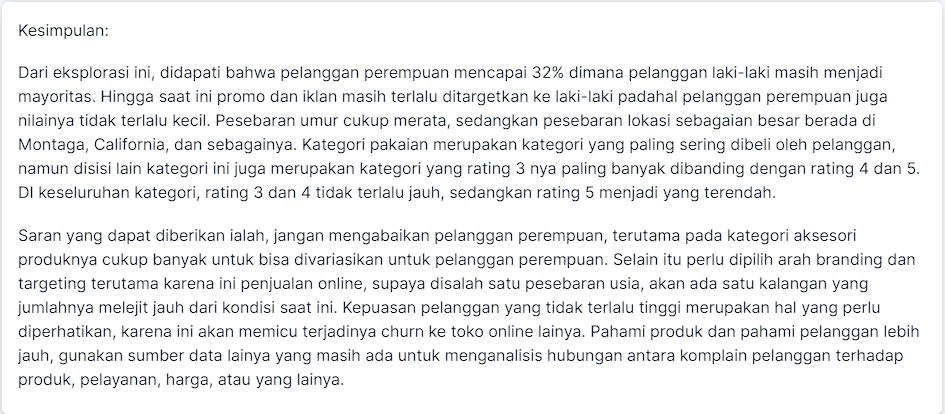 Kesimpulan:
Dari eksplorasi ini, didapati bahwa pelanggan perempuan mencapai 32% dimana pelanggan laki-laki masih menjadi
mayoritas. Hingga saat ini promo dan iklan masih terlalu ditargetkan ke laki-laki padahal pelanggan perempuan juga
nilainya tidak terlalu kecil. Pesebaran umur cukup merata, sedangkan pesebaran lokasi sebagaian besar berada di
Montaga, California, dan sebagainya. Kategori pakaian merupakan kategori yang paling sering dibeli oleh pelanggan,
namun disisi lain kategori ini juga merupakan kategori yang rating 3 nya paling banyak dibanding dengan rating 4 dan 5.
DI keseluruhan kategori, rating 3 dan 4 tidak terlalu jauh, sedangkan rating 5 menjadi yang terendah.
Saran yang dapat diberikan ialah, jangan mengabaikan pelanggan perempuan, terutama pada kategori aksesori
produknya cukup banyak untuk bisa divariasikan untuk pelanggan perempuan. Selain itu perlu dipilih arah branding dan
targeting terutama karena ini penjualan online, supaya disalah satu pesebaran usia, akan ada satu kalangan yang
jumlahnya melejit jauh dari kondisi saat ini. Kepuasan pelanggan yang tidak terlalu tinggi merupakan hal yang perlu
diperhatikan, karena ini akan memicu terjadinya churn ke toko online lainya. Pahami produk dan pahami pelanggan lebih
jauh, gunakan sumber data lainya yang masih ada untuk menganalisis hubungan antara komplain pelanggan terhadap
produk, pelayanan, harga, atau yang lainya.